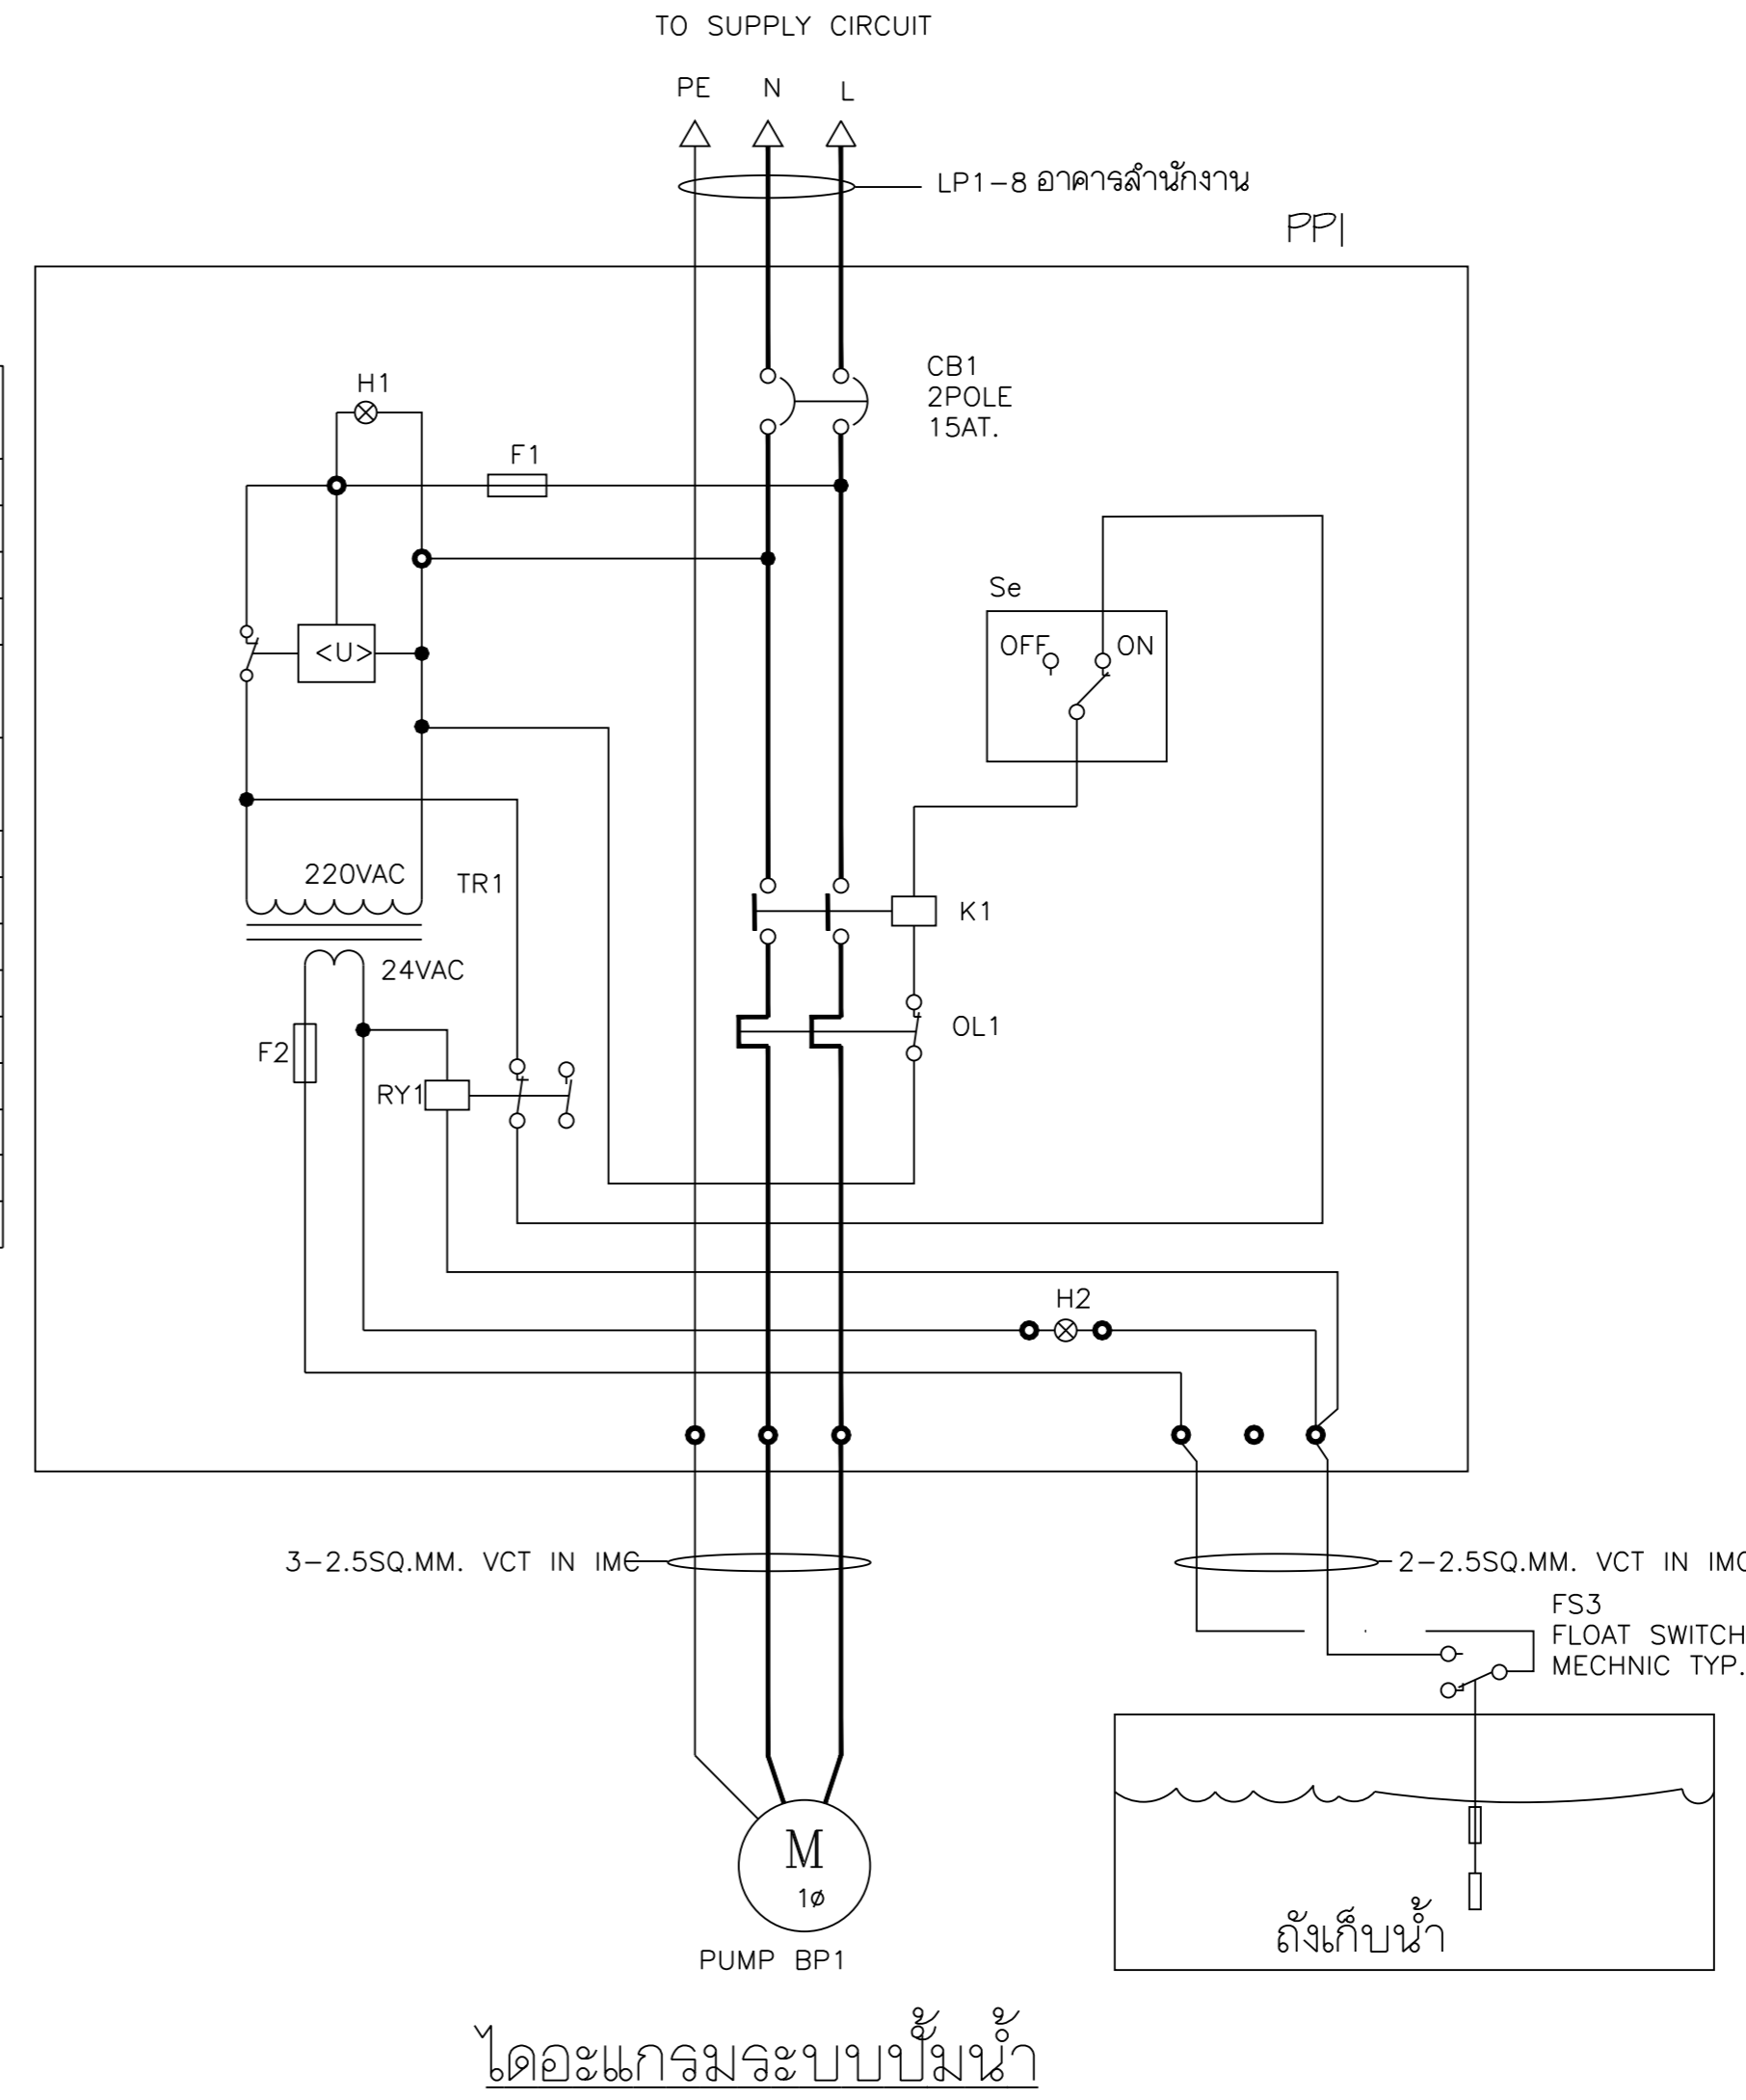 TO SUPPLY CIRCUIT
PE N L
LP1-8 อาคารสำนักงาน
PP1
CB1
2POLE
15AT.
H1
F1
Se
OFF ON
<U>
220VAC
TR1
K1
24VAC
OL1
F2
RY1
H2
3-2.5SQ.MM. VCT IN IMC
2-2.5SQ.MM. VCT IN IMC
FS3
FLOAT SWITCH
MECHNIC TYP.
M
1ø
ถังเก็บน้ำ
PUMP BP1
ไดอะแกรมระบบปั้มน้ำ